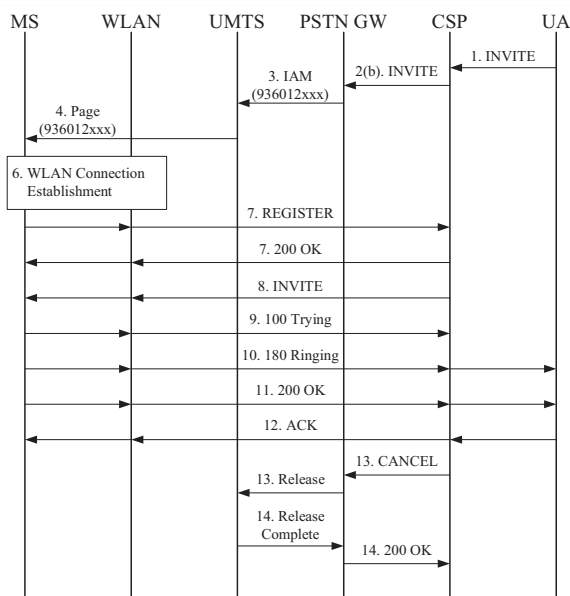 MS WLAN UMTS PSTN GW CSP UA
1. INVITE
2(b). INVITE
3. IAM
(936012xxx)
4. Page
(936012xxx)
6. WLAN Connection
Establishment
7. REGISTER
7. 200 OK
8. INVITE
9. 100 Trying
10. 180 Ringing
11. 200 OK
12. ACK
13. CANCEL
13. Release
14. Release
Complete
14. 200 OK